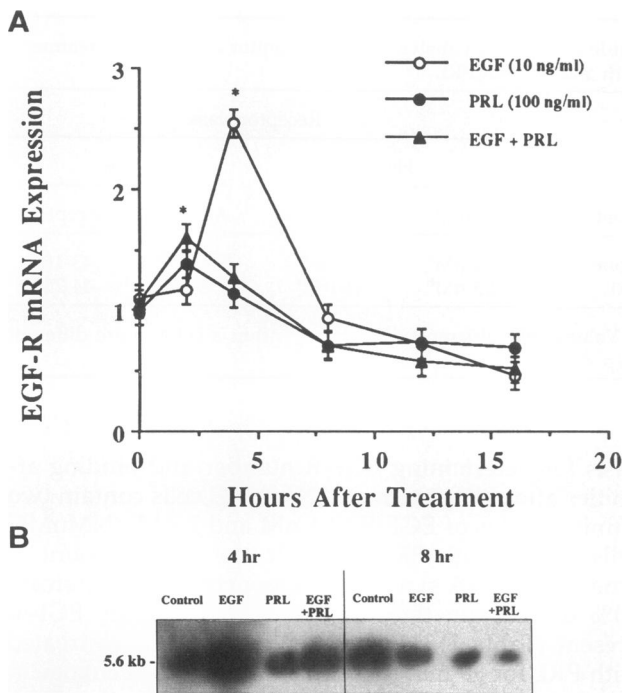 A
EGF-R mRNA Expression
3
2
1
0
*
*
EGF (10 ng/ml)
PRL (100 ng/ml)
EGF + PRL
0
5
10
15
20
Hours After Treatment
B
4 hr
8 hr
Control
EGF
PRL
EGF
+PRL
Control
EGF
PRL
EGF
+PRL
5.6 kb -